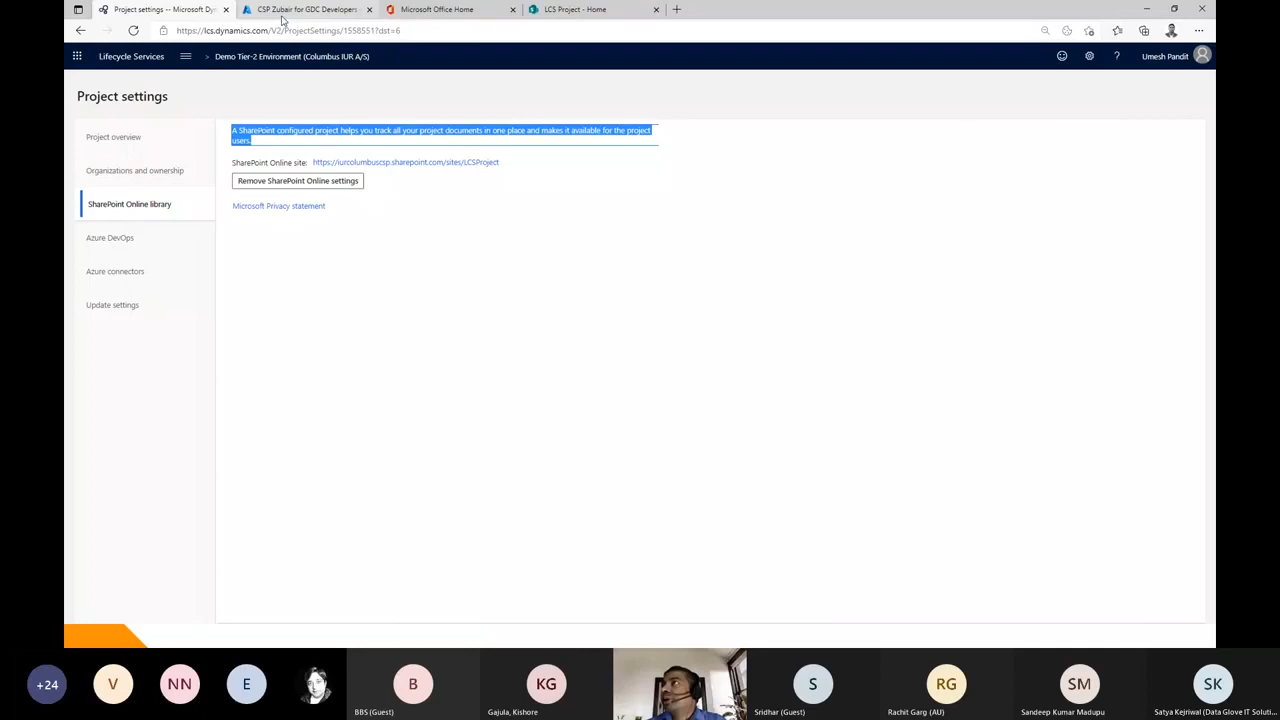 Project settings -- Microsoft Dyn
CSP Zubair for GDC Developers
Microsoft Office Home
LCS Project - Home
https://lcs.dynamics.com/V2/ProjectSettings/1558551?dst=6
Lifecycle Services
> Demo Tier-2 Environment (Columbus IUR A/S)
?
Umesh Pandit
Project settings
Project overview
Organizations and ownership
SharePoint Online library
Azure DevOps
Azure connectors
Update settings
A SharePoint configured project helps you track all your project documents in one place and makes it available for the project
users.
SharePoint Online site: https://iurcolumbuscsp.sharepoint.com/sites/LCSProject
Remove SharePoint Online settings
Microsoft Privacy statement
+24
V
NN
E
B
BBS (Guest)
KG
Gajula, Kishore
S
Sridhar (Guest)
RG
Rachit Garg (AU)
SM
Sandeep Kumar Madupu
SK
Satya Kejriwal (Data Glove IT Soluti...